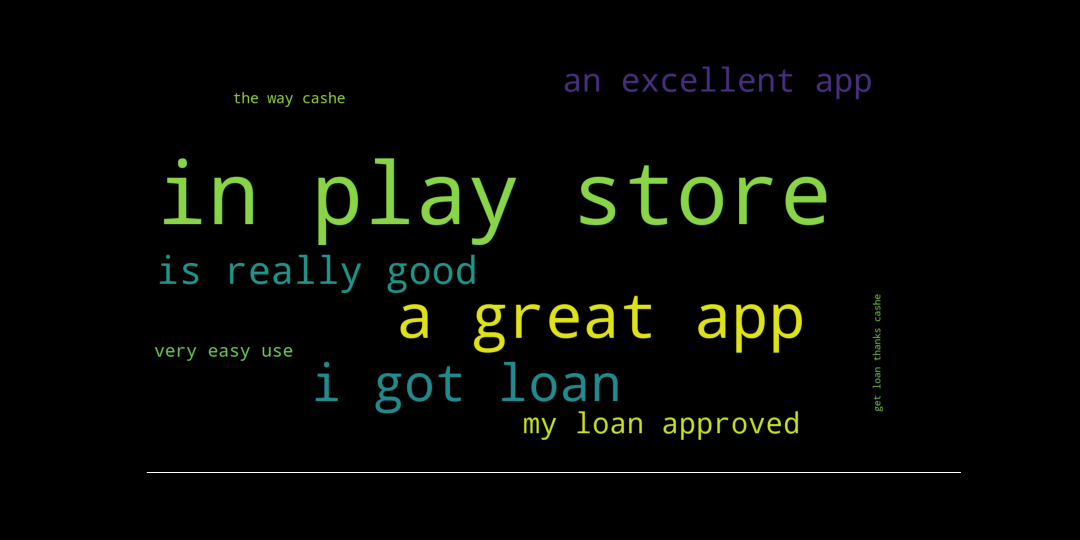 an excellent app
the way cashe
in play store
is really good
a great app
get loan thanks cashe
very easy use
i got loan
my loan approved